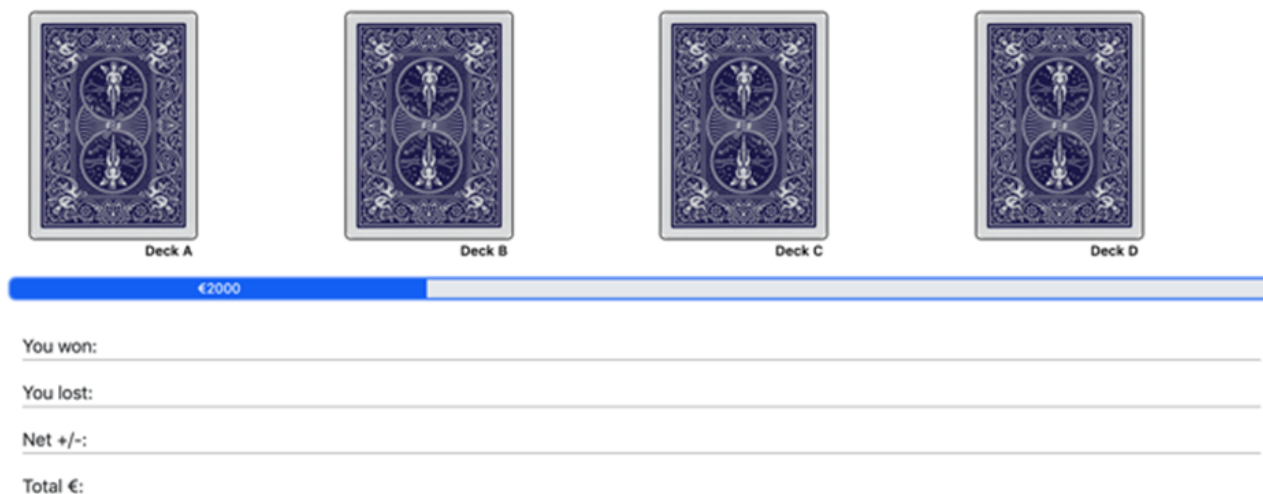 Deck A Deck B Deck C Deck D
€2000
You won:
You lost:
Net +/-:
Total €: